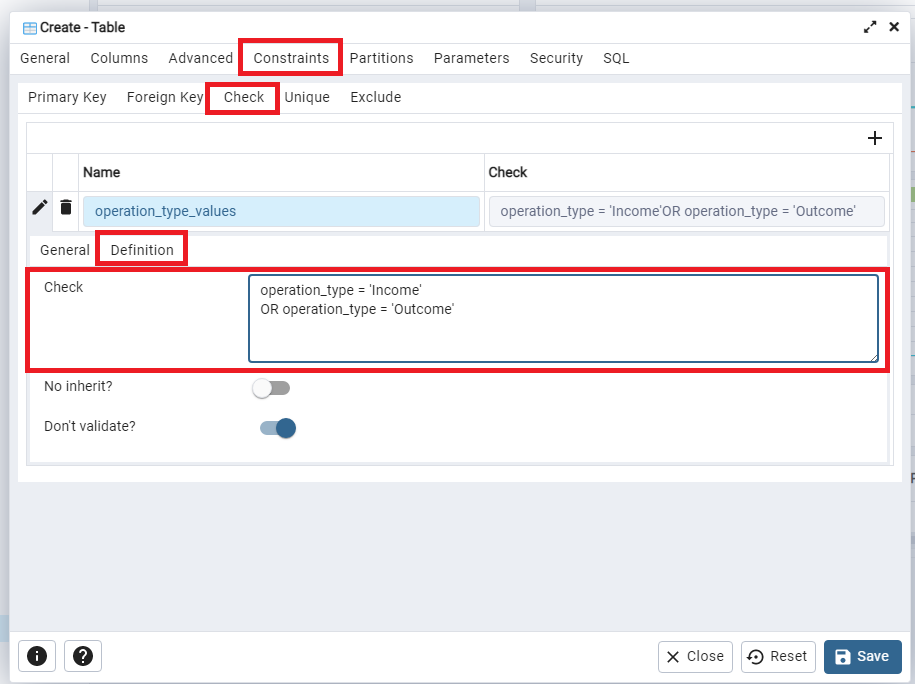 Create - Table
General Columns Advanced Constraints Partitions Parameters Security SQL
Primary Key Foreign Key Check Unique Exclude
Name Check
operation_type_values operation_type = 'Income'OR operation_type = 'Outcome'
General Definition
Check operation_type = 'Income'
OR operation_type = 'Outcome'
No inherit?
Don't validate?
Close Reset Save